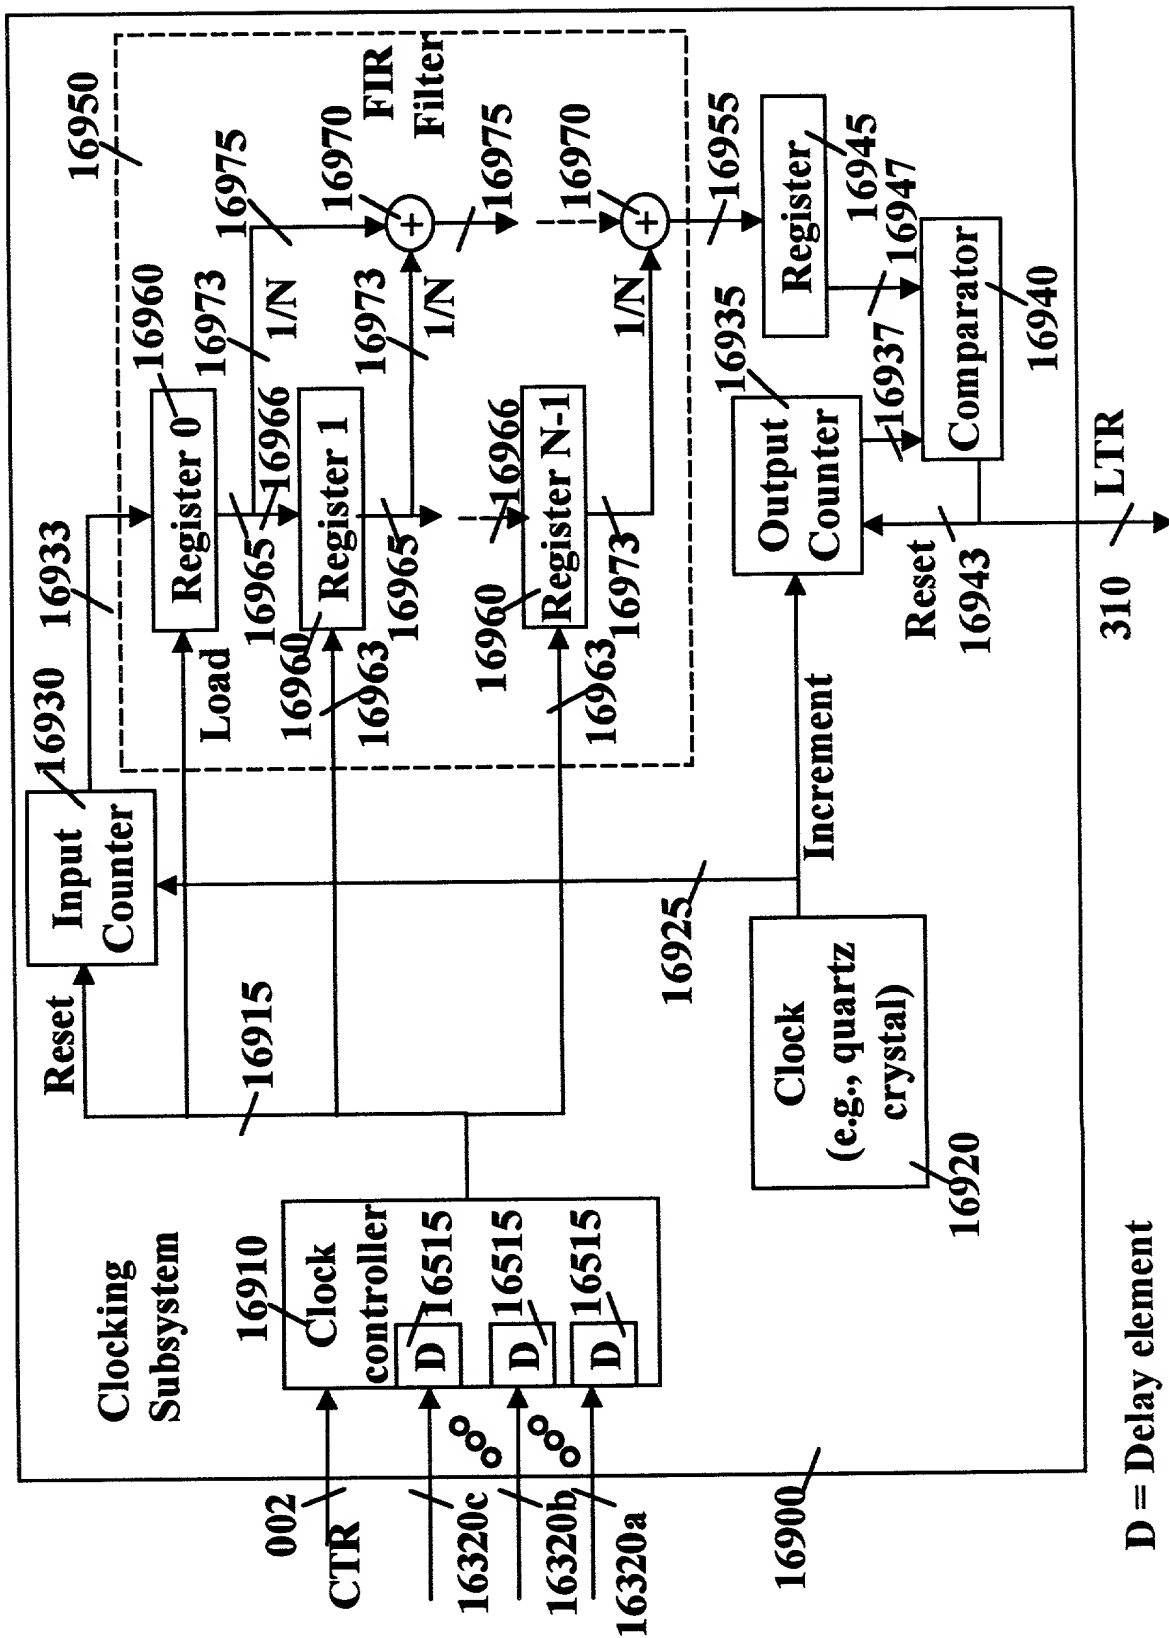 Clocking
Subsystem
002
CTR
16320c
16320b
16320a
16900
16910
Clock
controller
D
16515
D
16515
D
16515
Reset
16915
Input
Counter
16930
16933
16925
Clock
(e.g., quartz
crystal)
16920
Increment
16950
FIR
Filter
Load
Register 0
16960
16965
16966
16973
1/N
16975
16970
+
Register 1
16960
16963
16965
16973
1/N
16975
16966
Register N-1
16960
16963
16973
1/N
16970
+
16955
Register
16945
16947
Output
Counter
16935
16937
Comparator
16940
Reset
16943
LTR
310
D = Delay element